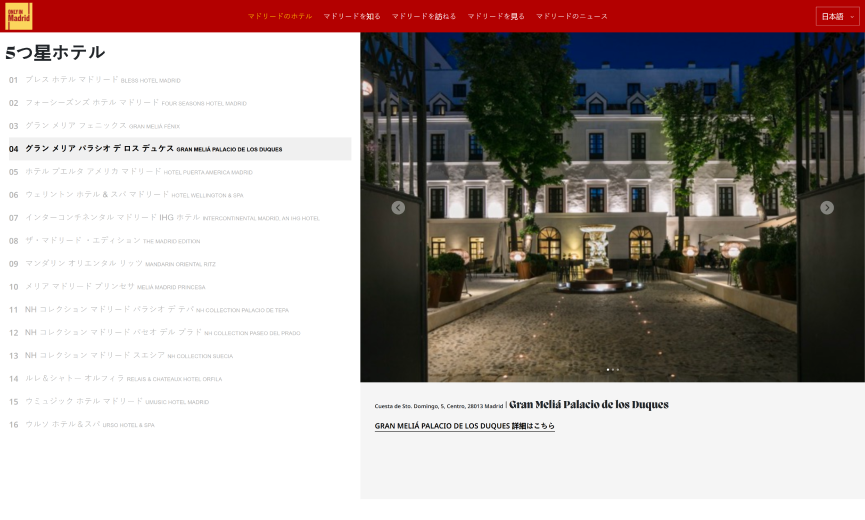 ONLY IN
Madrid
マドリードのホテル マドリードを知る マドリードを訪ねる マドリードを見る マドリードのニュース
日本語
5つ星ホテル
01 ブレス ホテル マドリード BLESS HOTEL MADRID
02 フォーシーズンズ ホテル マドリード FOUR SEASONS HOTEL MADRID
03 グラン メリア フェニックス GRAN MELIÁ FÉNIX
04 グラン メリア パラシオ デ ロス デュケス GRAN MELIÁ PALACIO DE LOS DUQUES
05 ホテル プエルタ アメリカ マドリード HOTEL PUERTA AMÉRICA MADRID
06 ウェリントン ホテル & スパ マドリード HOTEL WELLINGTON & SPA
07 インターコンチネンタル マドリード IHG ホテル INTERCONTINENTAL MADRID, AN IHG HOTEL
08 ザ・マドリード・エディション THE MADRID EDITION
09 マンダリン オリエンタル リッツ MANDARIN ORIENTAL RITZ
10 メリア マドリード プリンセサ MELIÁ MADRID PRINCESA
11 NH コレクション マドリード パラシオ デ テパ NH COLLECTION PALACIO DE TEPA
12 NH コレクション マドリード パセオ デル プラド NH COLLECTION PASEO DEL PRADO
13 NH コレクション マドリード スエシア NH COLLECTION SUECIA
14 ルレ＆シャトー オルフィラ RELAIS & CHÂTEAUX HOTEL ORFILA
15 ウミュジック ホテル マドリード UMUSIC HOTEL MADRID
16 ウルソ ホテル＆スパ URSO HOTEL & SPA
Cuesta de Sto. Domingo, 5, Centro, 28013 Madrid | Gran Meliá Palacio de los Duques
GRAN MELIÁ PALACIO DE LOS DUQUES 詳細はこちら